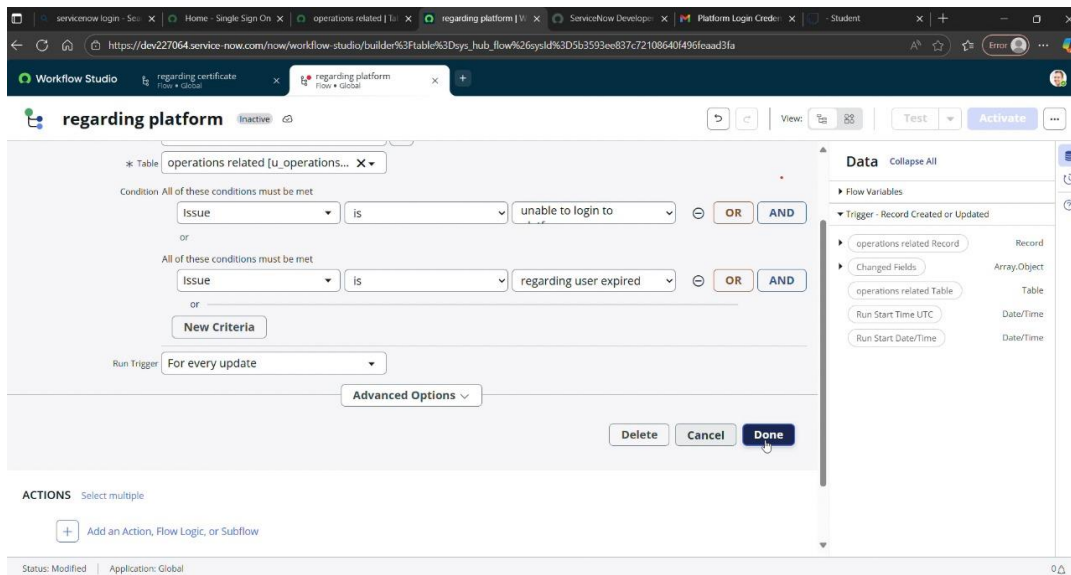 servicenow login - Sea
Home - Single Sign On
operations related | Tal
regarding platform | W
ServiceNow Develope
Platform Login Creden
- Student
https://dev227064.service-now.com/now/workflow-studio/builder%3Ftable%3Dsys_hub_flow%26sysId%3D5b3593ee837c72108640f496feaad3fa
Error
Workflow Studio
regarding certificate
Flow • Global
regarding platform
Flow • Global
regarding platform
Inactive
View:
Test
Activate
* Table operations related [u_operations...
Condition All of these conditions must be met
Issue is unable to login to
OR AND
or
All of these conditions must be met
Issue is regarding user expired
OR AND
or
New Criteria
Run Trigger For every update
Advanced Options
Delete Cancel Done
ACTIONS Select multiple
Add an Action, Flow Logic, or Subflow
Data Collapse All
Flow Variables
Trigger - Record Created or Updated
operations related Record Record
Changed Fields Array.Object
operations related Table Table
Run Start Time UTC Date/Time
Run Start Date/Time Date/Time
Status: Modified Application: Global
0